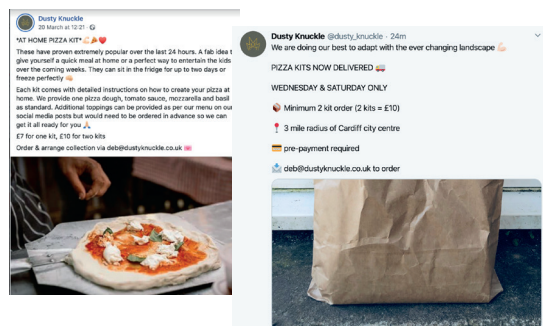 Dusty Knuckle
20 March at 12:21 ·
*AT HOME PIZZA KIT*
These have proven extremely popular over the last 24 hours. A fab idea t
give yourself a quick meal at home or a perfect way to entertain the kids
over the coming weeks. They can sit in the fridge for up to two days or
freeze perfectly
Each kit comes with detailed instructions on how to create your pizza at
home. We provide one pizza dough, tomato sauce, mozzarella and basil
as standard. Additional toppings can be provided as per our menu on ou
social media posts but would need to be ordered in advance so we can
get it all ready for you
£7 for one kit, £10 for two kits
Order & arrange collection via deb@dustyknuckle.co.uk
Dusty Knuckle @dusty_knuckle · 24m
We are doing our best to adapt with the ever changing landscape
PIZZA KITS NOW DELIVERED
WEDNESDAY & SATURDAY ONLY
Minimum 2 kit order (2 kits = £10)
3 mile radius of Cardiff city centre
pre-payment required
deb@dustyknuckle.co.uk to order